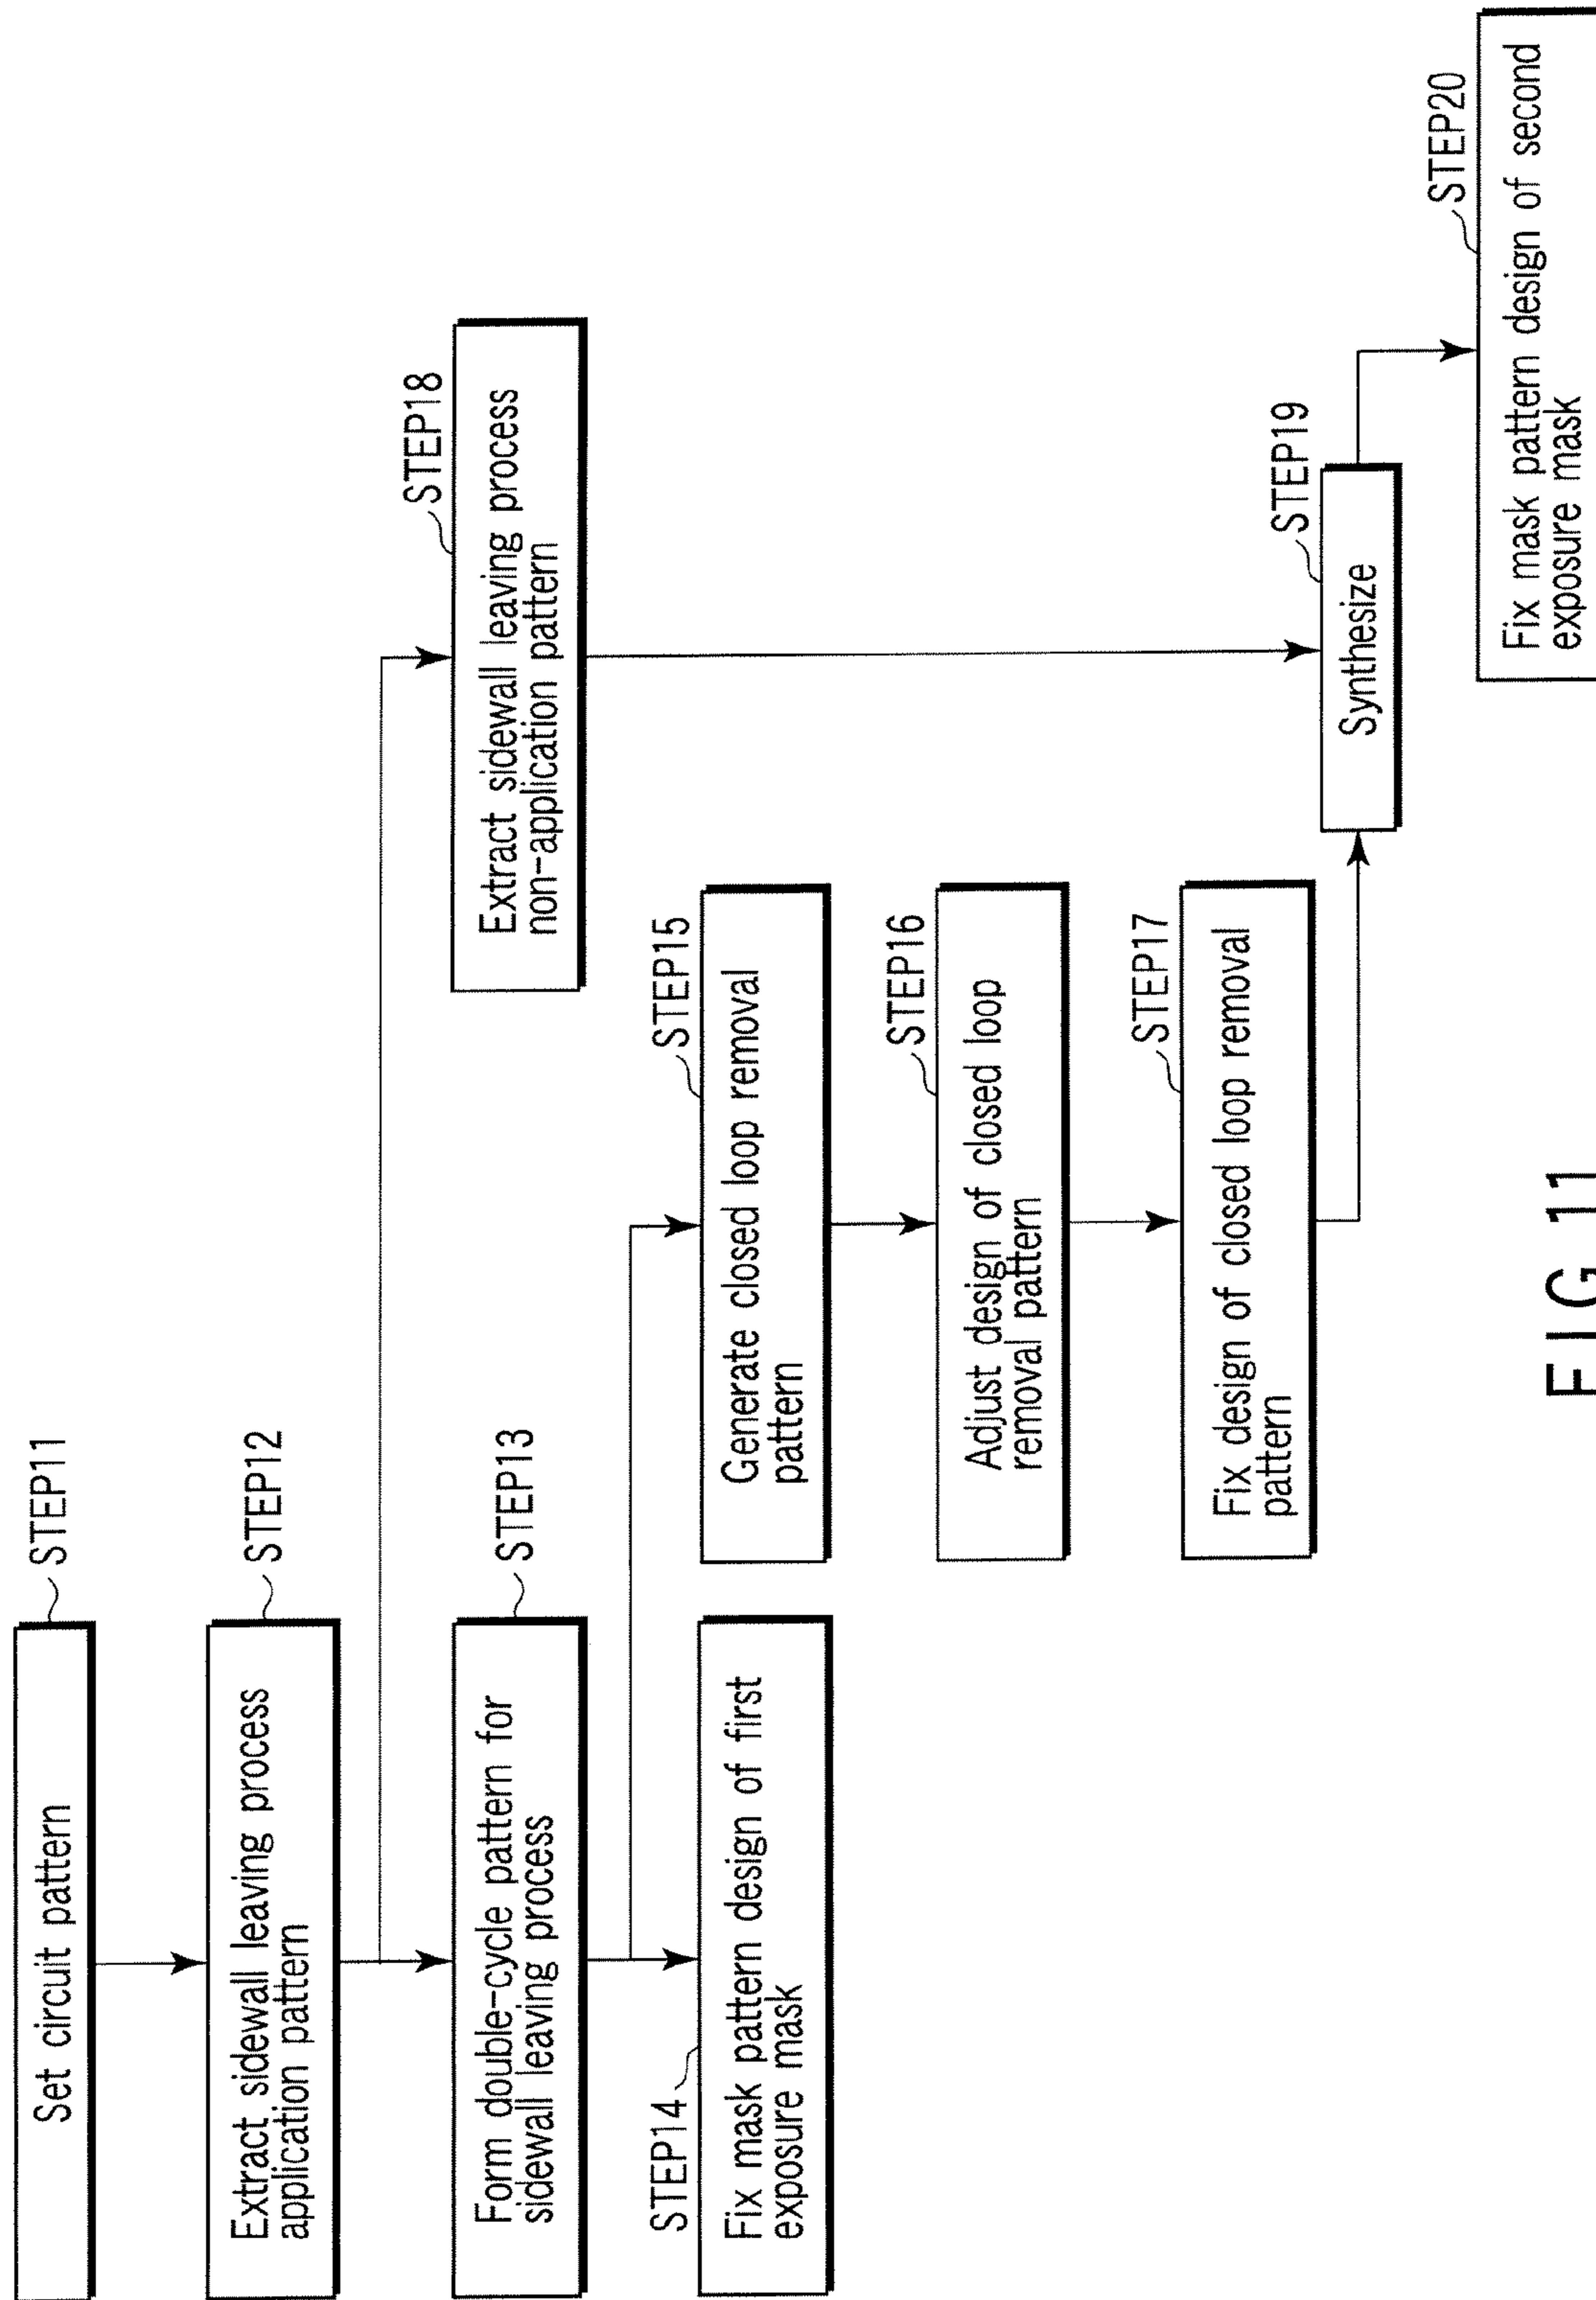 Set circuit pattern
STEP11
Extract sidewall leaving process
application pattern
STEP12
Form double-cycle pattern for
sidewall leaving process
STEP13
STEP14
Fix mask pattern design of first
exposure mask
STEP15
Generate closed loop removal
pattern
STEP16
Adjust design of closed loop
removal pattern
STEP17
Fix design of closed loop removal
pattern
STEP18
Extract sidewall leaving process
non-application pattern
STEP19
Synthesize
STEP20
Fix mask pattern design of second
exposure mask
FIG.11